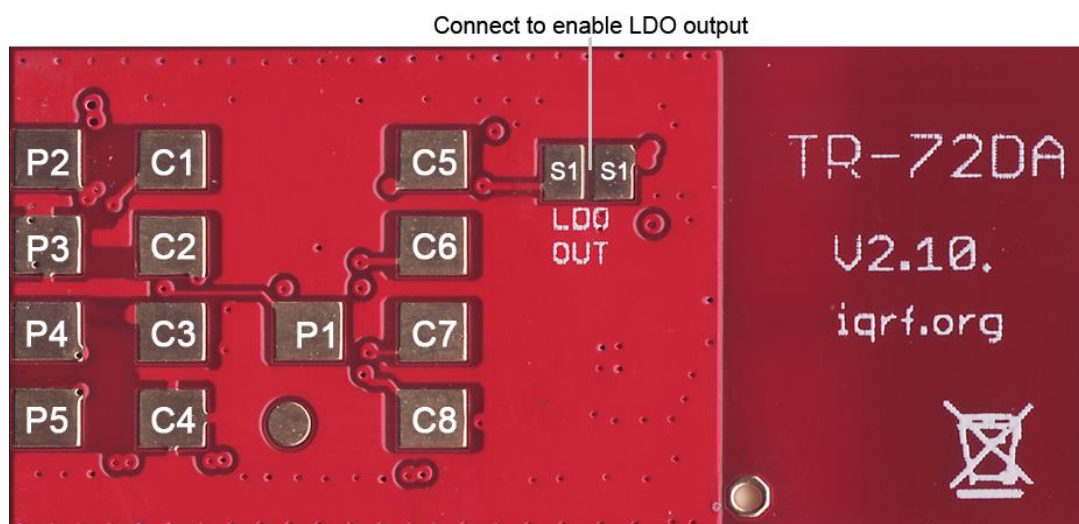 Connect to enable LDO output
P2 C1 C5 S1 S1
LDO
OUT
P3 C2 C6
P4 C3 P1 C7
P5 C4 C8
TR-72DA
V2.10.
iqrf.org